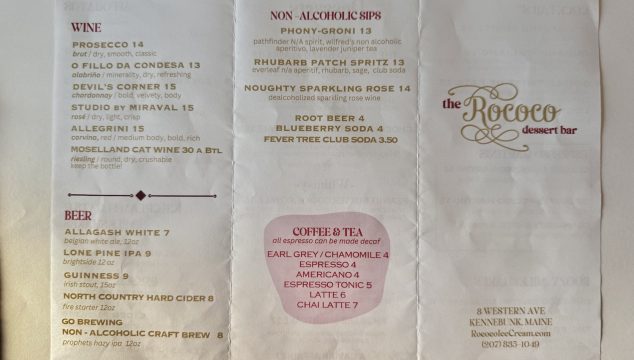 WINE
PROSECCO 14
brut / dry, smooth, classic
O FILLO DA CONDESA 13
alabriño / minerality, dry, refreshing
DEVIL'S CORNER 15
chardonnay / bold, velvety, body
STUDIO BY MIRAVAL 15
rosé / dry, light, crisp
ALLEGRINI 15
corvina, red / medium body, bold, rich
MOSELLAND CAT WINE 30 A BTL
riesling / round, dry, crushable
keep the bottle!
BEER
ALLAGASH WHITE 7
belgian white ale, 12oz
LONE PINE IPA 9
brightside 12oz
GUINNESS 9
irish stout, 15oz
NORTH COUNTRY HARD CIDER 8
fire starter 12oz
GO BREWING
NON - ALCOHOLIC CRAFT BREW 8
prophets hazy ipa 12oz
NON - ALCOHOLIC SIPS
PHONY-GRONI 13
pathfinder N/A spirit, wilfred's non alcoholic
aperitivo, lavender juniper tea
RHUBARB PATCH SPRITZ 13
everleaf n/a aperitif, rhubarb, sage, club soda
NOUGHTY SPARKLING ROSE 14
dealcoholized sparkling rose wine
ROOT BEER 4
BLUEBERRY SODA 4
FEVER TREE CLUB SODA 3.50
COFFEE & TEA
all espresso can be made decaf
EARL GREY / CHAMOMILE 4
ESPRESSO 4
AMERICANO 4
ESPRESSO TONIC 5
LATTE 6
CHAI LATTE 7
the Rococo
dessert bar
8 WESTERN AVE
KENNEBUNK, MAINE
RococoIceCream.com
(207) 835-1049